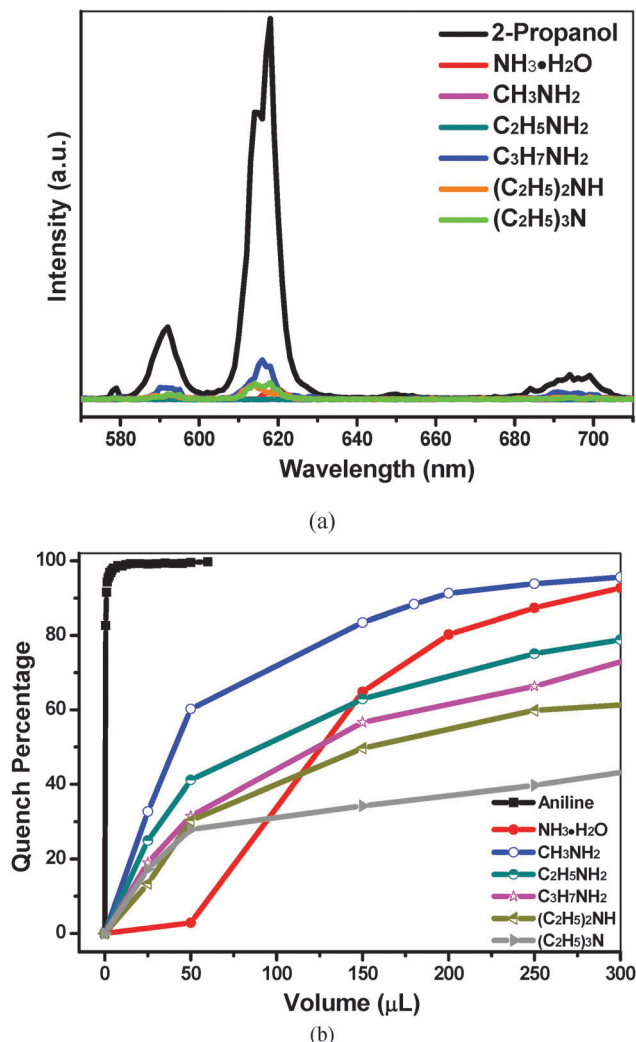 2-Propanol
NH3•H2O
CH3NH2
C2H5NH2
C3H7NH2
(C2H5)2NH
(C2H5)3N
Intensity (a.u.)
580 600 620 640 660 680 700
Wavelength (nm)
(a)
100
80
60
40
20
0
Quench Percentage
Aniline
NH3•H2O
CH3NH2
C2H5NH2
C3H7NH2
(C2H5)2NH
(C2H5)3N
0 50 100 150 200 250 300
Volume (µL)
(b)